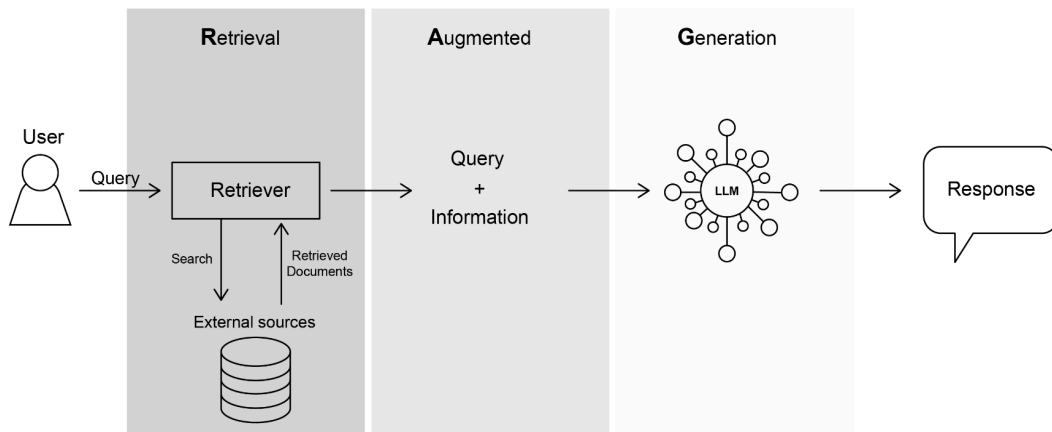 Retrieval
Augmented
Generation
User
Query
Retriever
Query
+
Information
LLM
Response
Search
Retrieved
Documents
External sources